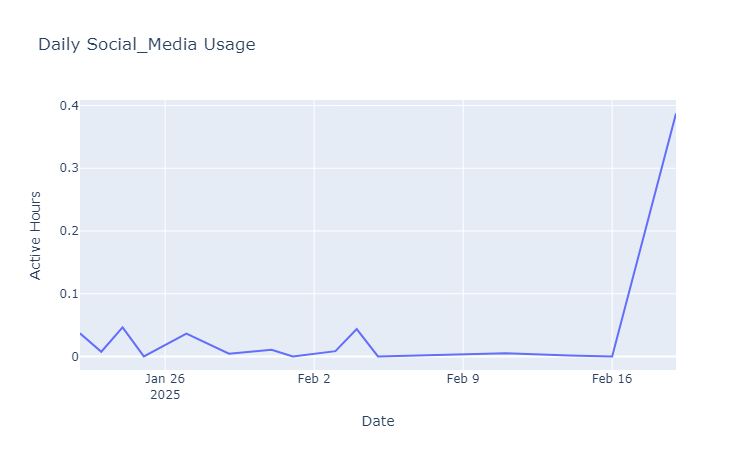 Daily Social_Media Usage
0.4
0.3
0.2
0.1
0
Active Hours
Jan 26
2025
Feb 2
Feb 9
Feb 16
Date